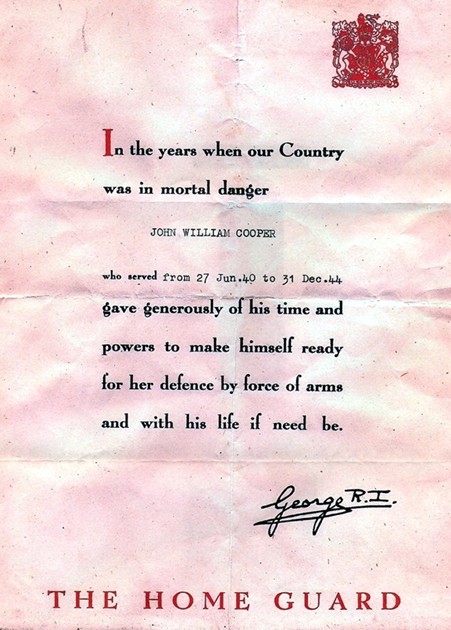 In the years when our Country
was in mortal danger
JOHN WILLIAM COOPER
who served from 27 Jun.40 to 31 Dec.44
gave generously of his time and
powers to make himself ready
for her defence by force of arms
and with his life if need be.
George R.I.
THE HOME GUARD